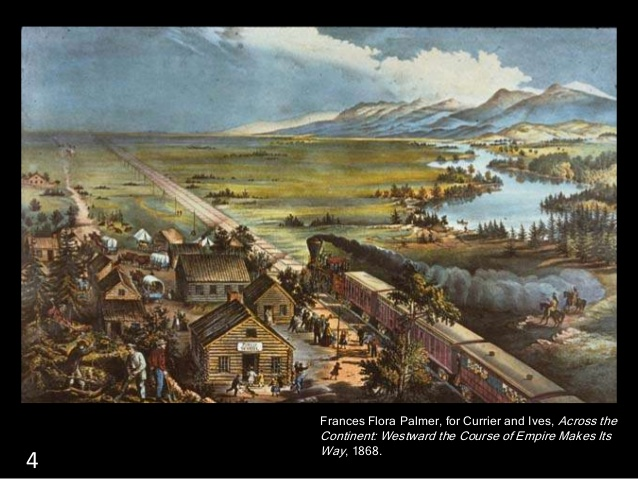 Frances Flora Palmer, for Currier and Ives, Across the
Continent: Westward the Course of Empire Makes Its
Way, 1868.
4